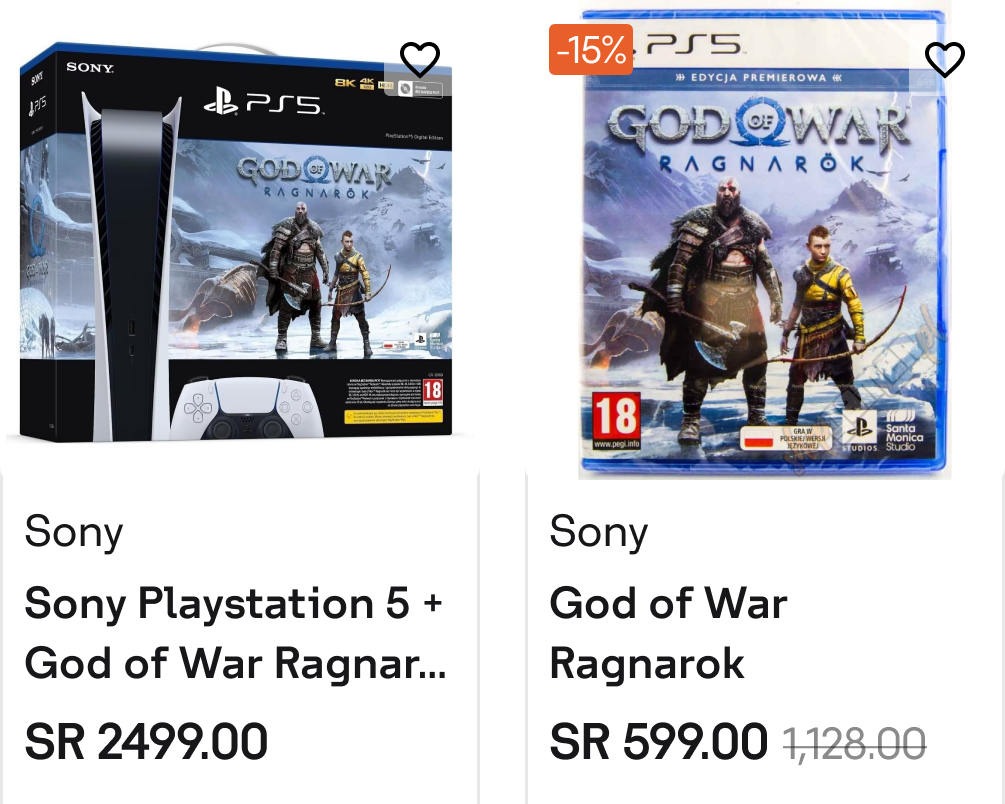 SONY
SONY
PS5
PS5
8K 4K
HDR
PlayStation®5 Digital Edition
GOD OF WAR
RAGNARÖK
18
Sony
Sony Playstation 5 +
God of War Ragnar...
SR 2499.00
-15%
PS5
EDYCJA PREMIEROWA
GOD OF WAR
RAGNARÖK
18
www.pegi.info
GRA W
POLSKIEJ WERSJI
JĘZYKOWEJ
STUDIOS
Santa
Monica
Studio
Sony
God of War
Ragnarok
SR 599.00 1,128.00